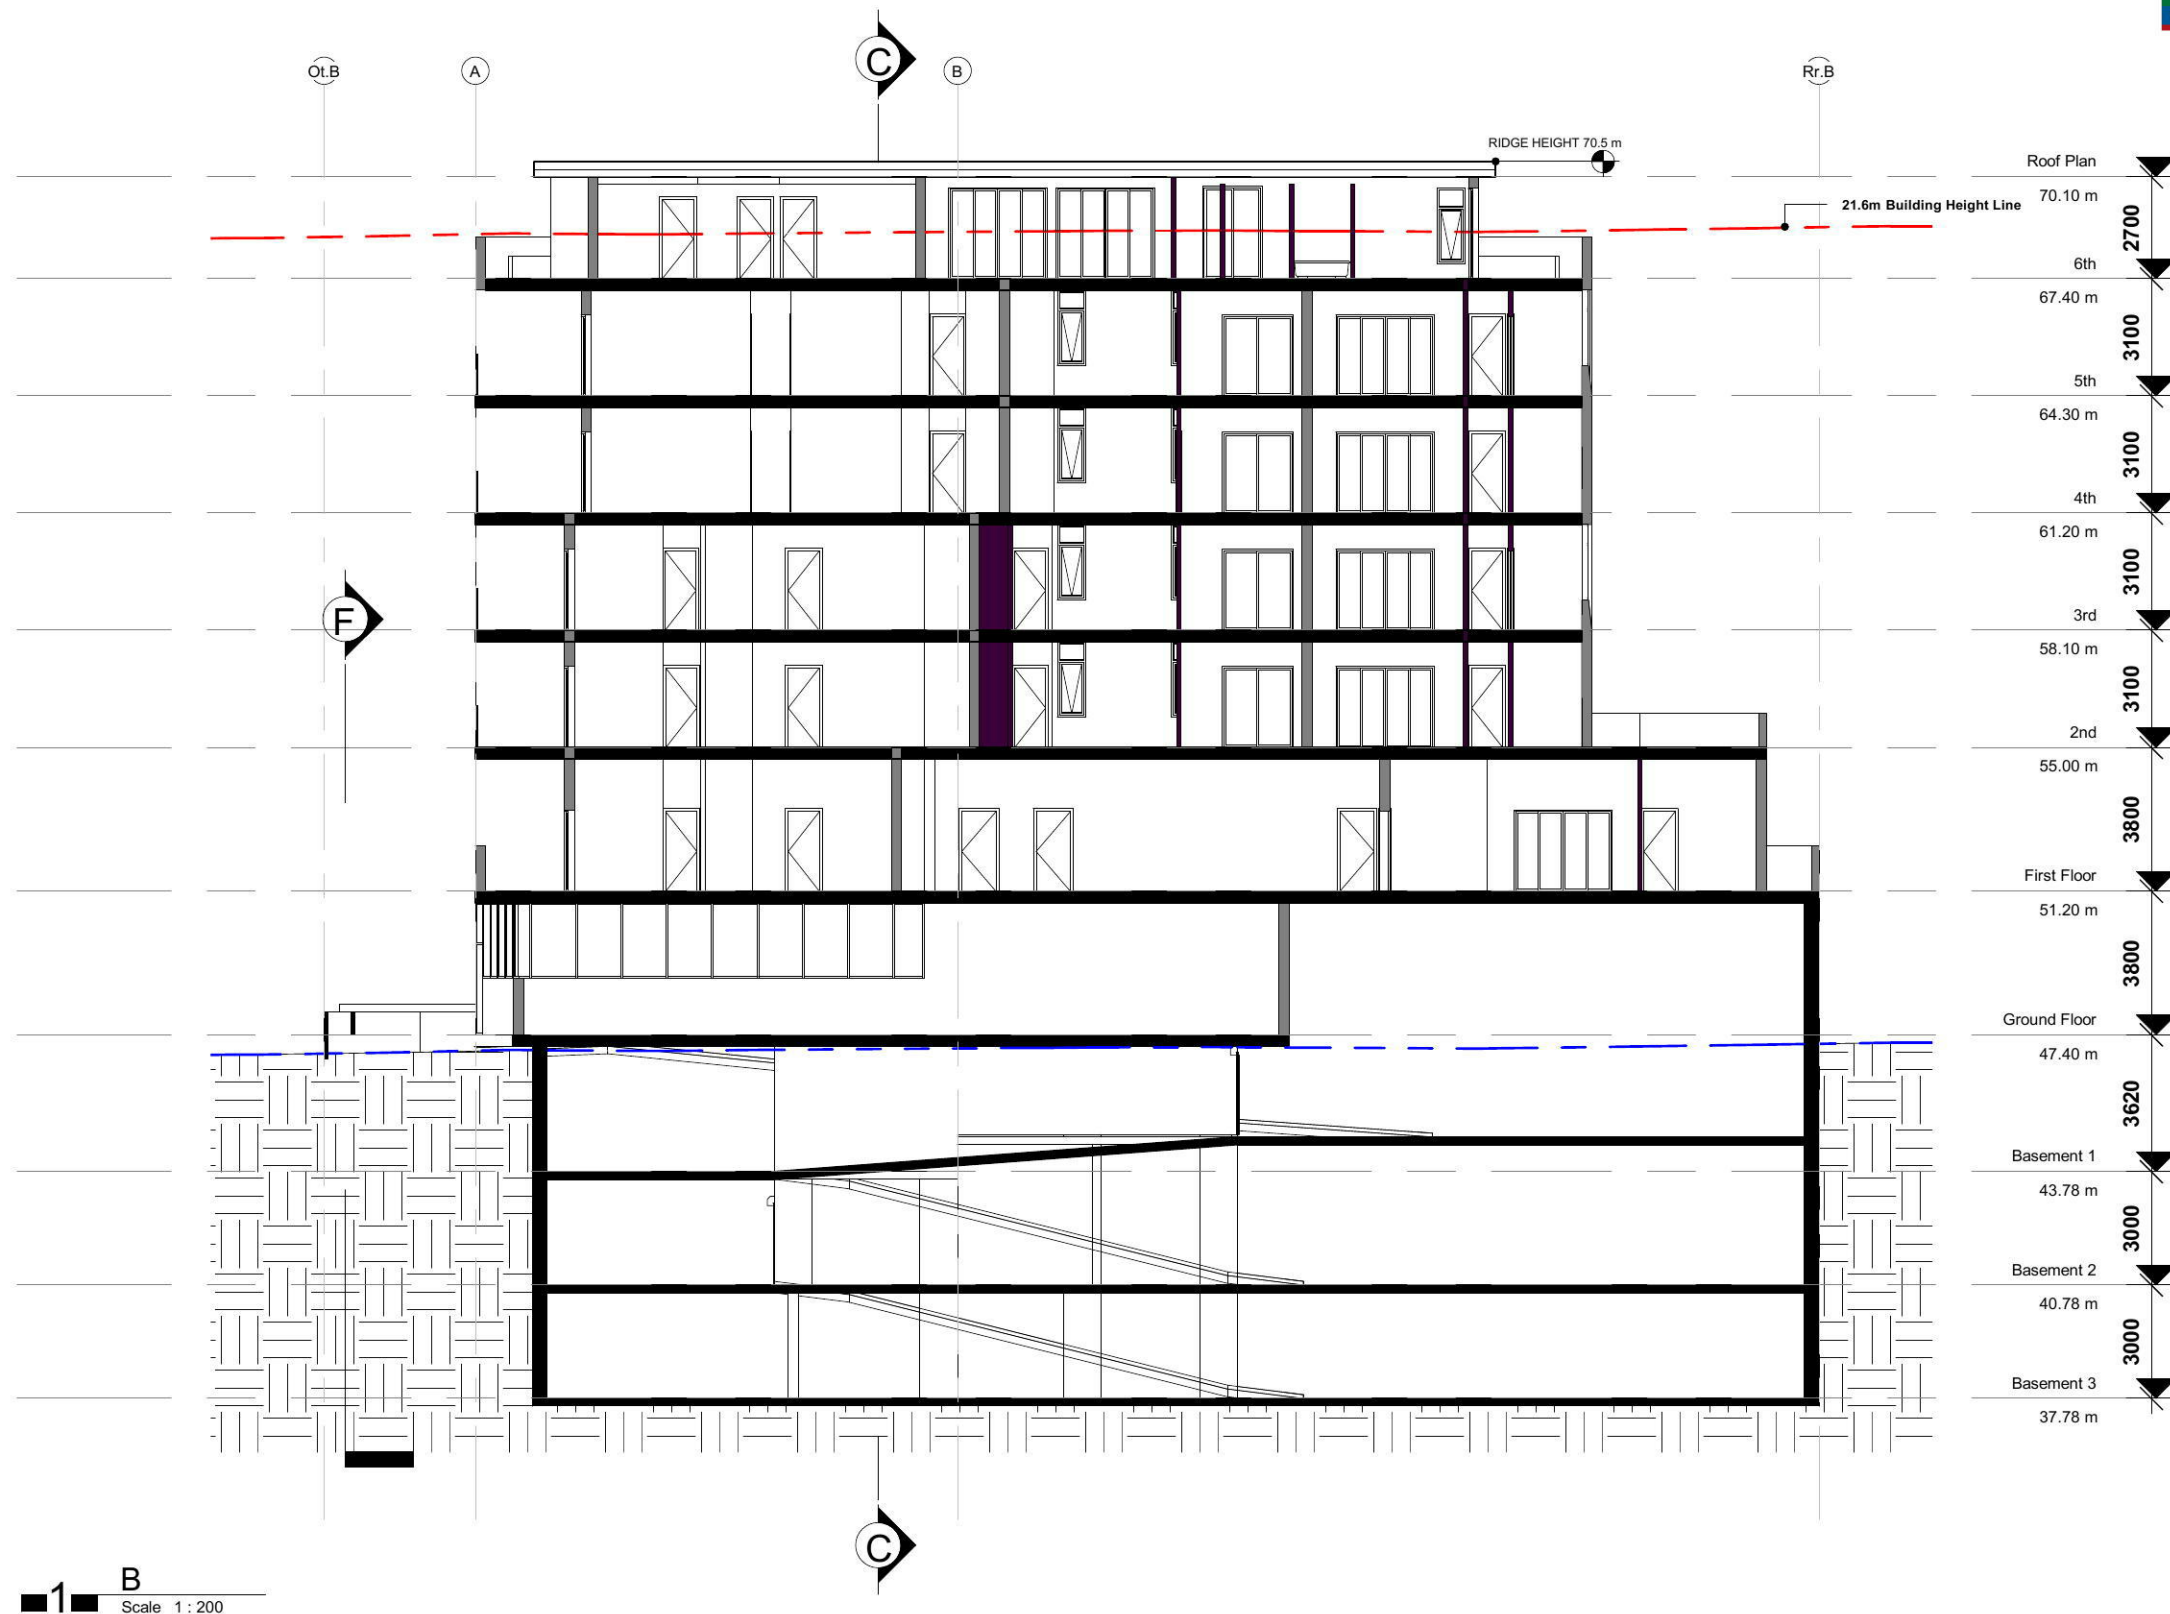 C
Ot.B
A
B
Rr.B
RIDGE HEIGHT 70.5 m
Roof Plan
70.10 m
21.6m Building Height Line
2700
6th
67.40 m
3100
5th
64.30 m
3100
4th
61.20 m
3100
F
3rd
58.10 m
3100
2nd
55.00 m
3800
First Floor
51.20 m
3800
Ground Floor
47.40 m
3620
Basement 1
43.78 m
3000
Basement 2
40.78 m
3000
Basement 3
37.78 m
C
1
B
Scale 1 : 200